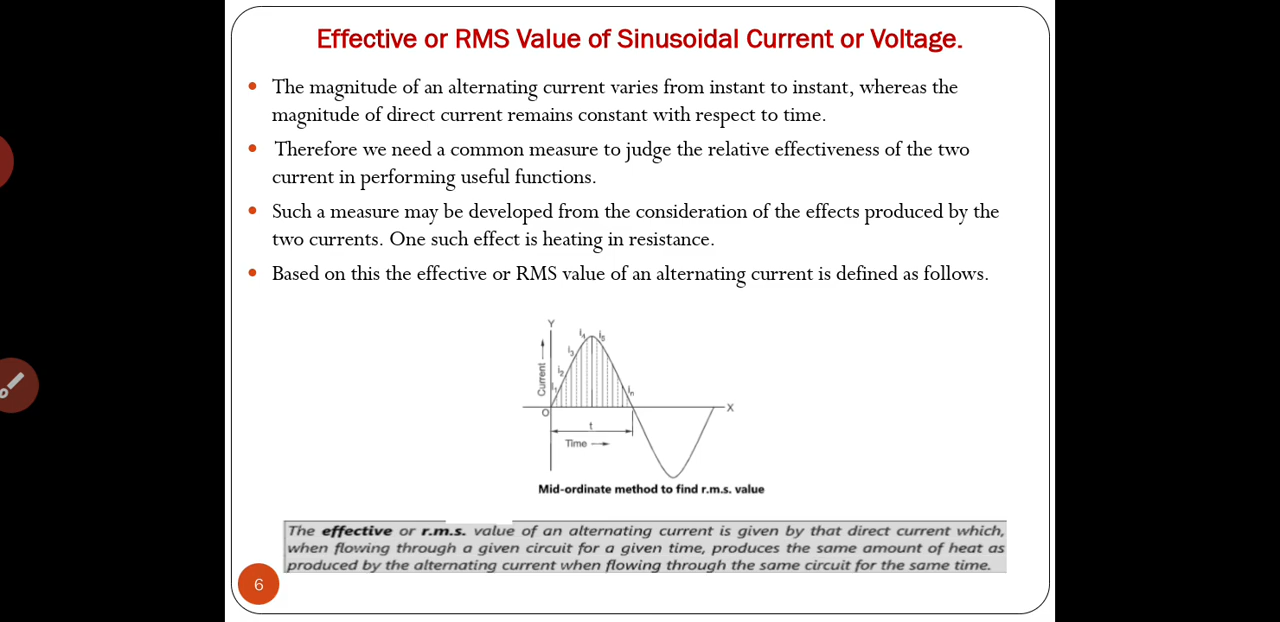 Effective or RMS Value of Sinusoidal Current or Voltage.
• The magnitude of an alternating current varies from instant to instant, whereas the
magnitude of direct current remains constant with respect to time.
• Therefore we need a common measure to judge the relative effectiveness of the two
current in performing useful functions.
• Such a measure may be developed from the consideration of the effects produced by the
two currents. One such effect is heating in resistance.
• Based on this the effective or RMS value of an alternating current is defined as follows.
Y
i4 i5
i3
i2
i1
in
Current
O
X
t
Time
Mid-ordinate method to find r.m.s. value
The effective or r.m.s. value of an alternating current is given by that direct current which,
when flowing through a given circuit for a given time, produces the same amount of heat as
produced by the alternating current when flowing through the same circuit for the same time.
6